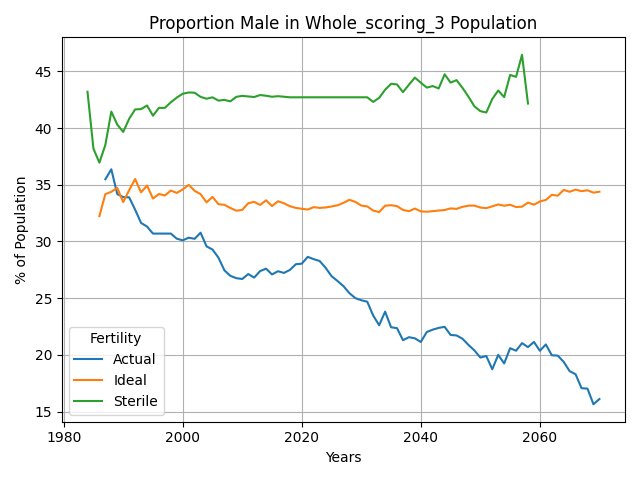 Proportion Male in Whole_scoring_3 Population
% of Population
45
40
35
30
25
20
15
Fertility
Actual
Ideal
Sterile
1980 2000 2020 2040 2060
Years